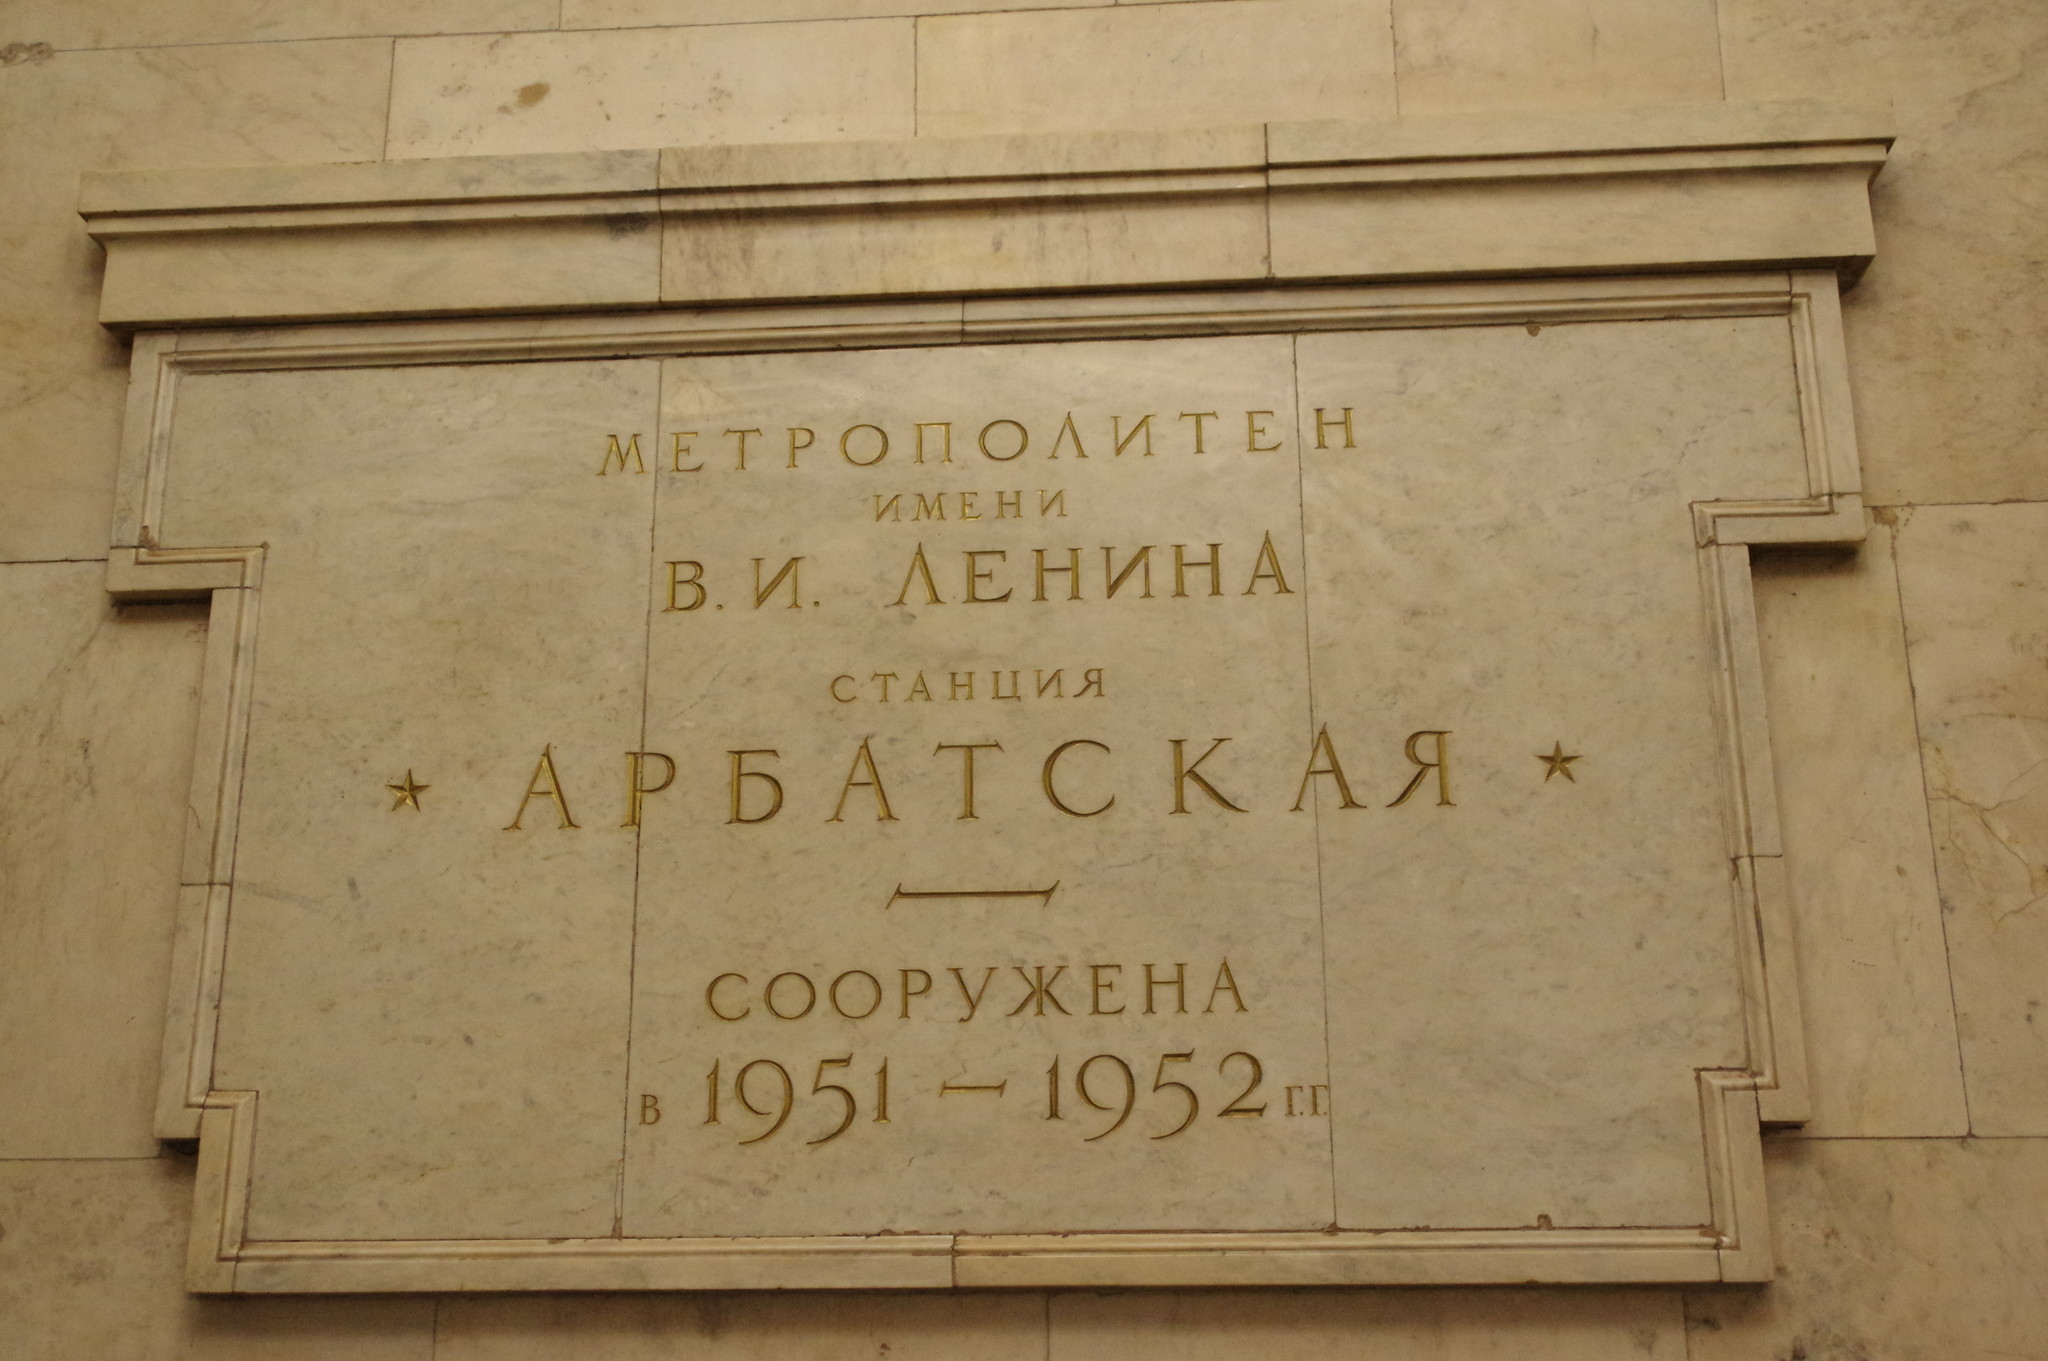 МЕТРОПОЛИТЕН
ИМЕНИ
В. И. ЛЕНИНА
СТАНЦИЯ
★ АРБАТСКАЯ ★
—
СООРУЖЕНА
В 1951 — 1952 Г.Г.